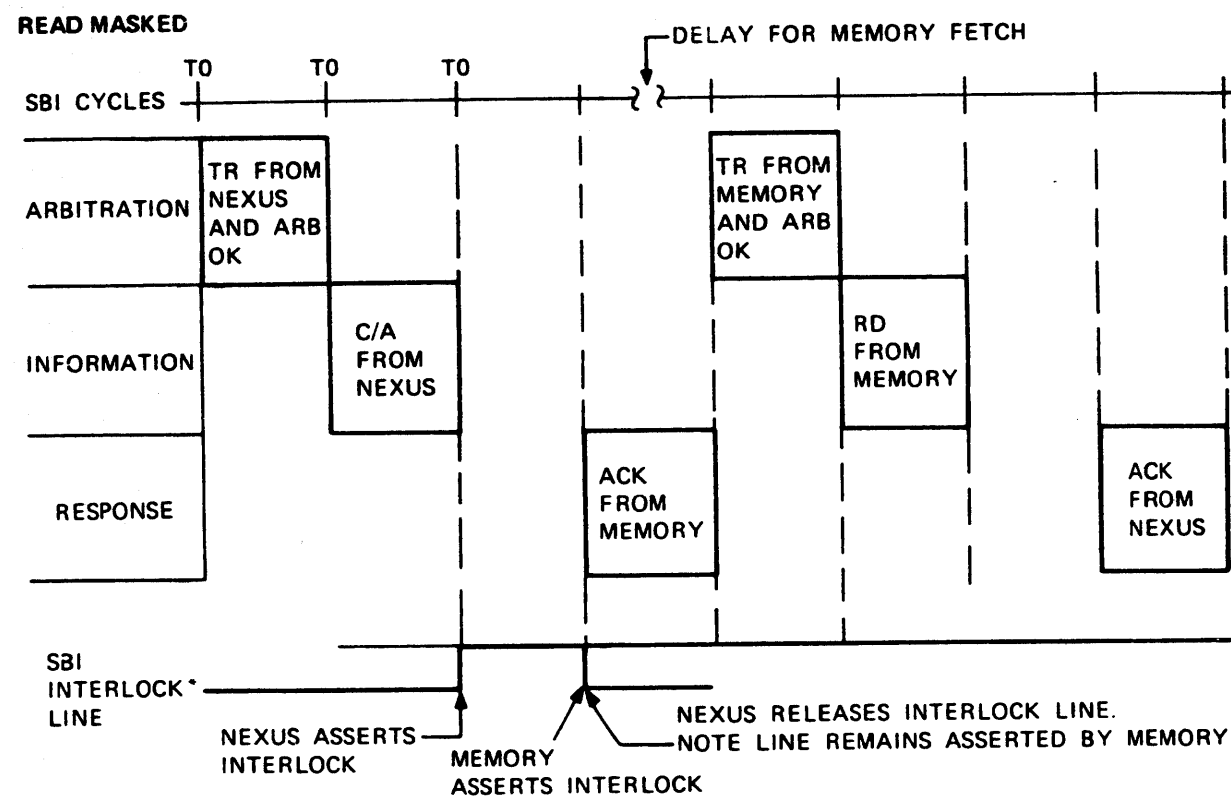 READ MASKED
DELAY FOR MEMORY FETCH
T0 T0 T0
SBI CYCLES
ARBITRATION
TR FROM
NEXUS
AND ARB
OK
TR FROM
MEMORY
AND ARB
OK
INFORMATION
C/A
FROM
NEXUS
RD
FROM
MEMORY
RESPONSE
ACK
FROM
MEMORY
ACK
FROM
NEXUS
SBI
INTERLOCK*
LINE
NEXUS ASSERTS
INTERLOCK
MEMORY
ASSERTS INTERLOCK
NEXUS RELEASES INTERLOCK LINE.
NOTE LINE REMAINS ASSERTED BY MEMORY